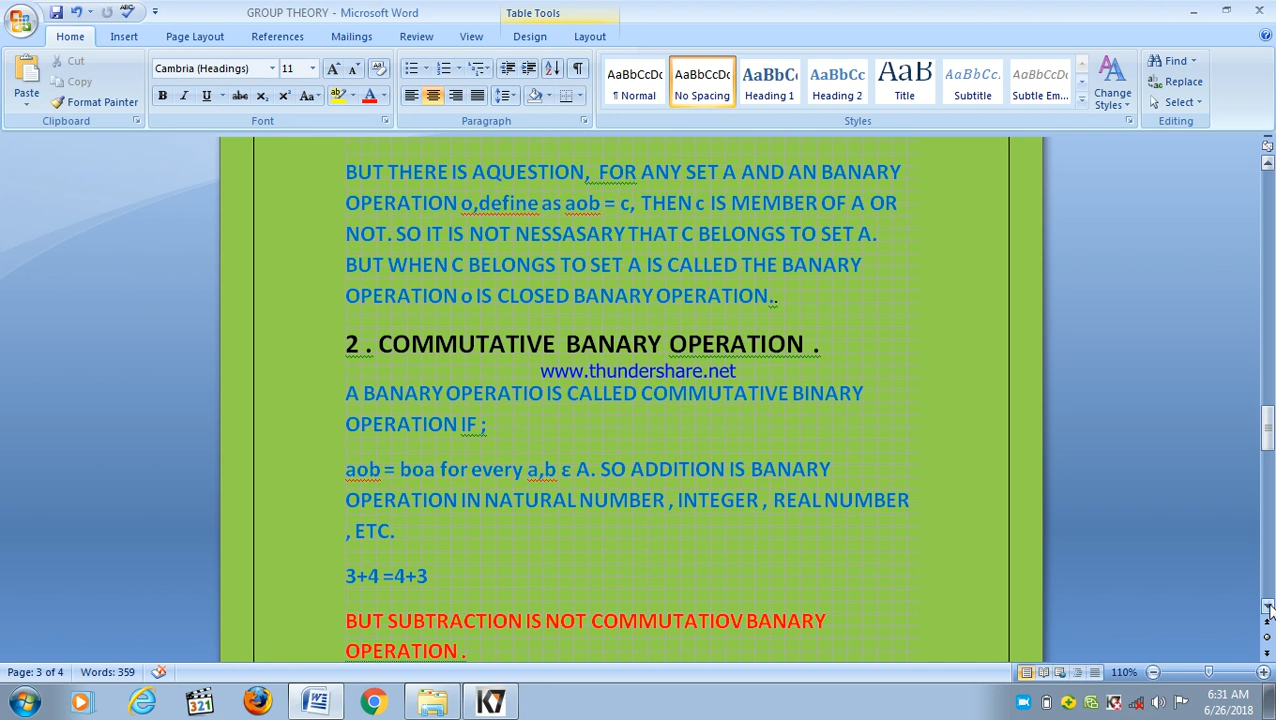 GROUP THEORY - Microsoft Word
Table Tools
Home Insert Page Layout References Mailings Review View Design Layout
Paste
Cut
Copy
Format Painter
Clipboard
Cambria (Headings) 11
Font
Paragraph
AaBbCcDc AaBbCcDc AaBbCc AaBbCc AaB AaBbCc. AaBbCcDc
¶ Normal No Spacing Heading 1 Heading 2 Title Subtitle Subtle Em...
Styles
Change Styles
Find
Replace
Select
Editing
BUT THERE IS AQUESTION, FOR ANY SET A AND AN BANARY
OPERATION o,define as aob = c, THEN c IS MEMBER OF A OR
NOT. SO IT IS NOT NESSASARY THAT C BELONGS TO SET A.
BUT WHEN C BELONGS TO SET A IS CALLED THE BANARY
OPERATION o IS CLOSED BANARY OPERATION..
2 . COMMUTATIVE BANARY OPERATION .
www.thundershare.net
A BANARY OPERATIO IS CALLED COMMUTATIVE BINARY
OPERATION IF ;
aob = boa for every a,b ε A. SO ADDITION IS BANARY
OPERATION IN NATURAL NUMBER , INTEGER , REAL NUMBER
, ETC.
3+4 =4+3
BUT SUBTRACTION IS NOT COMMUTATIOV BANARY
OPERATION .
Page: 3 of 4 Words: 359 110%
321
6:31 AM
6/26/2018